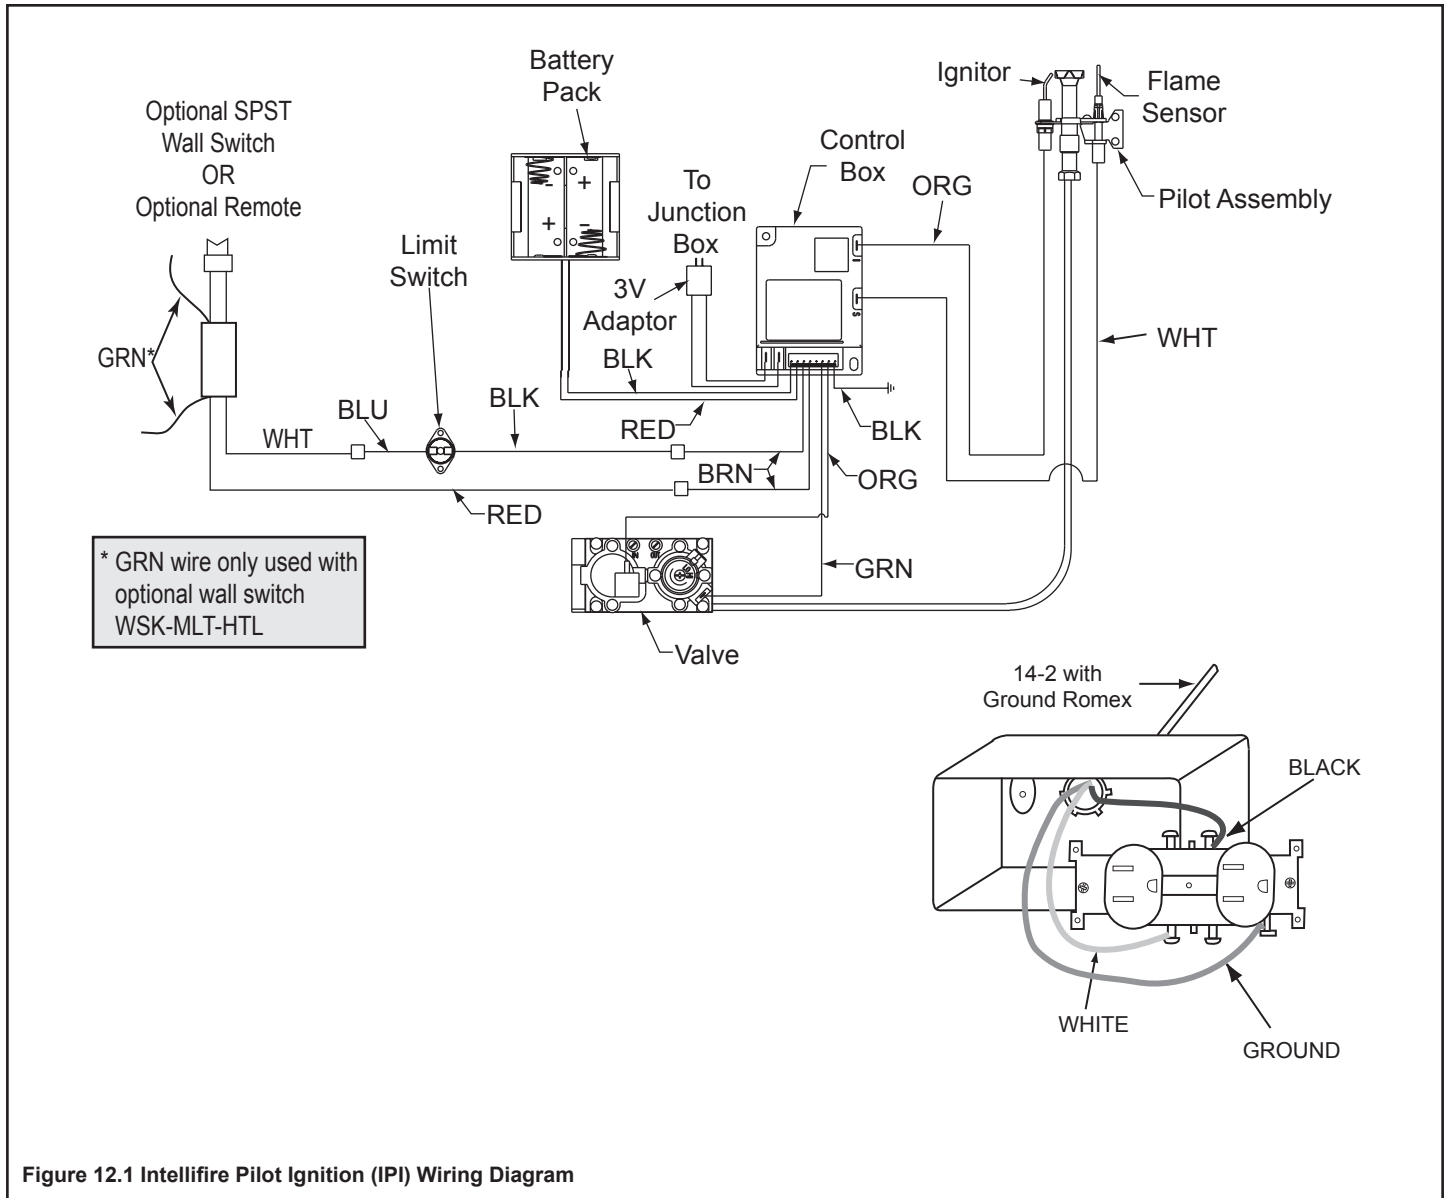 Battery
Pack
Ignitor
Flame
Sensor
Optional SPST
Wall Switch
OR
Optional Remote
Control
Box
To
Junction
Box
ORG
Pilot Assembly
Limit
Switch
3V
Adaptor
GRN*
WHT
BLK
BLU
BLK
RED
BLK
WHT
BRN
ORG
RED
* GRN wire only used with
optional wall switch
WSK-MLT-HTL
GRN
Valve
I
S
IN
OUT
14-2 with
Ground Romex
BLACK
WHITE
GROUND
Figure 12.1 Intellifire Pilot Ignition (IPI) Wiring Diagram